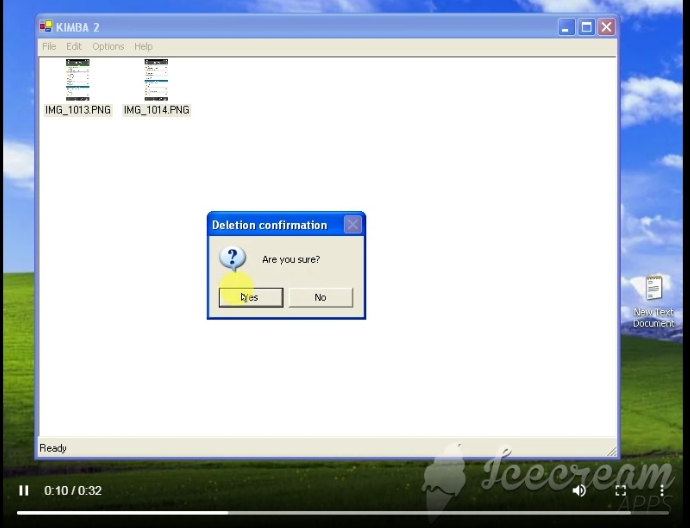 KIMBA 2
File Edit Options Help
IMG_1013.PNG IMG_1014.PNG
Deletion confirmation
Are you sure?
Yes No
New Text
Document
Ready
Icecream
APPS
0:10 / 0:32